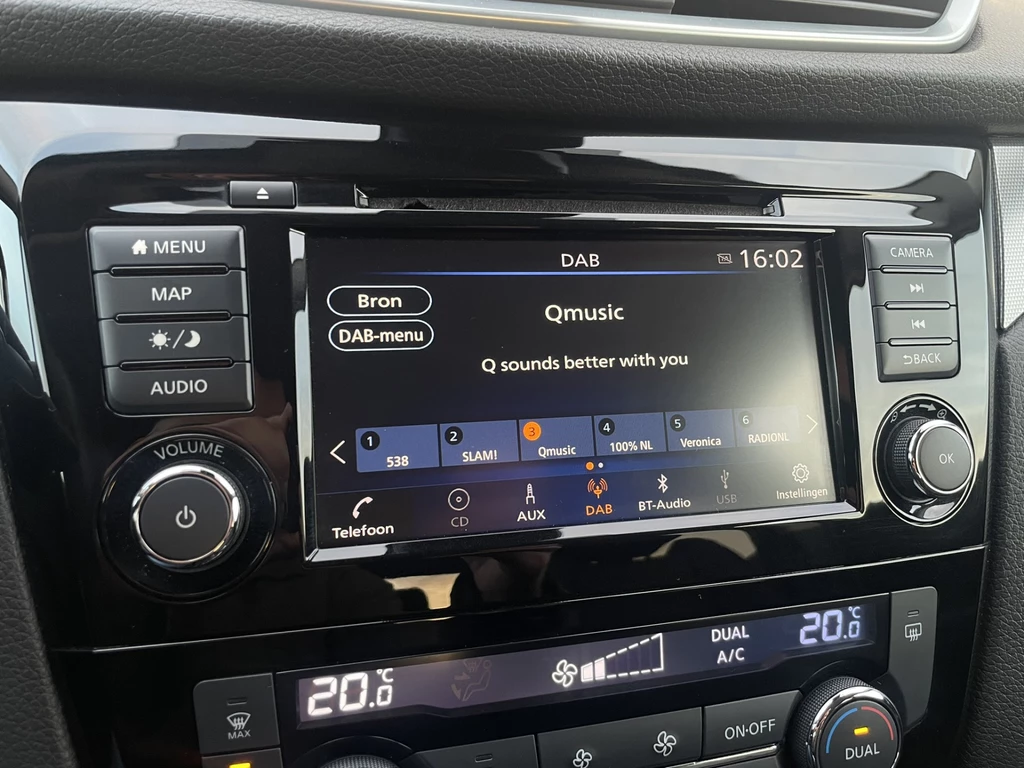 MENU
MAP
AUDIO
VOLUME
DAB
16:02
Bron
DAB-menu
Qmusic
Q sounds better with you
1 538
2 SLAM!
3 Qmusic
4 100% NL
5 Veronica
6 RADIONL
Telefoon
CD
AUX
DAB
BT-Audio
USB
Instellingen
CAMERA
BACK
OK
20.0 °C
DUAL
A/C
20.0 °C
MAX
ON·OFF
DUAL